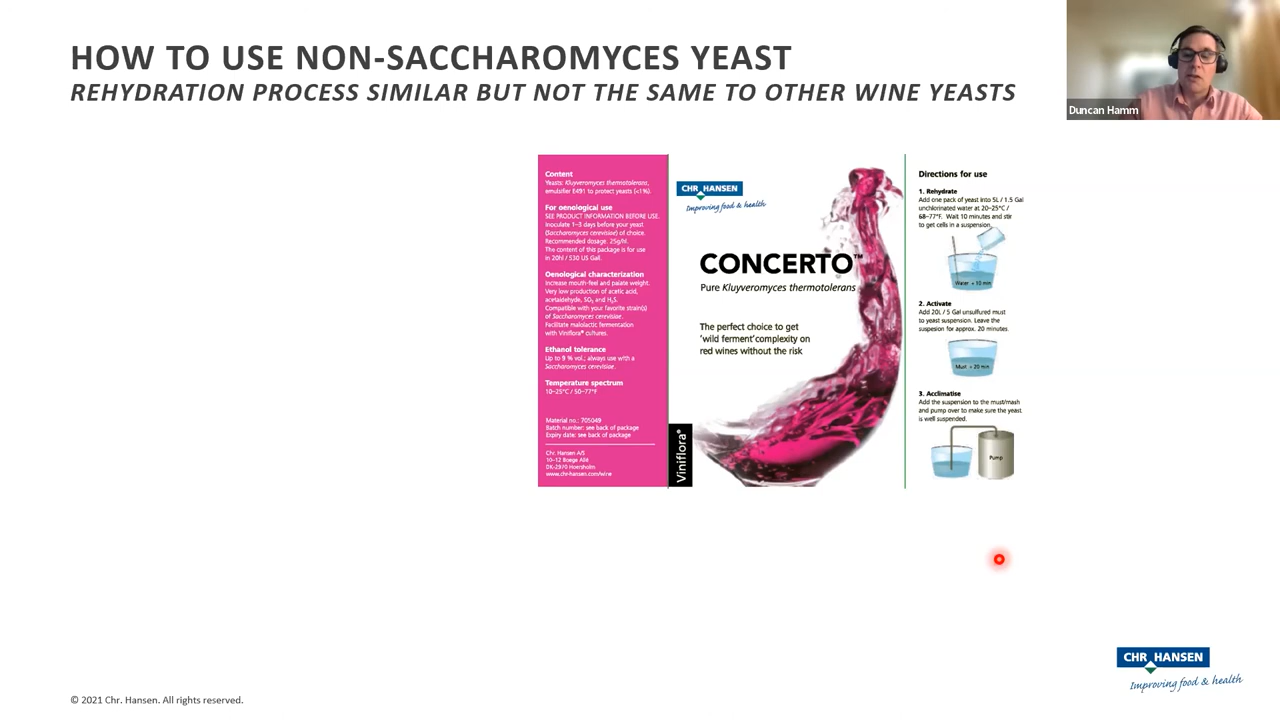 HOW TO USE NON-SACCHAROMYCES YEAST
REHYDRATION PROCESS SIMILAR BUT NOT THE SAME TO OTHER WINE YEASTS
Duncan Hamm
Content
Yeasts: Kluyveromyces thermotolerans,
emulsifier E491 to protect yeasts (<1%).
For oenological use
SEE PRODUCT INFORMATION BEFORE USE.
Inoculate 1–3 days before your yeast
(Saccharomyces cerevisiae) of choice.
Recommended dosage. 25g/hl.
The content of this package is for use
in 20hl / 530 US Gall.
Oenological characterization
Increase mouth-feel and palate weight.
Very low production of acetic acid,
acetaldehyde, SO₂ and H₂S.
Compatible with your favorite strain(s)
of Saccharomyces cerevisiae.
Facilitate malolactic fermentation
with Viniflora® cultures.
Ethanol tolerance
Up to 9 % vol.; always use with a
Saccharomyces cerevisiae.
Temperature spectrum
10–25°C / 50–77°F
Material no.: 705049
Batch number: see back of package
Expiry date: see back of package
Chr. Hansen A/S
10–12 Boege Allé
DK-2970 Hoersholm
www.chr-hansen.com/wine
CHR HANSEN
Improving food & health
CONCERTO™
Pure Kluyveromyces thermotolerans
The perfect choice to get
'wild ferment' complexity on
red wines without the risk
Viniflora®
Directions for use
1. Rehydrate
Add one pack of yeast into 5L / 1.5 Gal
unchlorinated water at 20–25°C /
68–77°F. Wait 10 minutes and stir
to get cells in a suspension.
Water + 10 min
2. Activate
Add 20L / 5 Gal unsulfured must
to yeast suspension. Leave the
suspesion for approx. 20 minutes.
Must + 20 min
3. Acclimatise
Add the suspension to the must/mash
and pump over to make sure the yeast
is well suspended.
Pump
CHR HANSEN
Improving food & health
© 2021 Chr. Hansen. All rights reserved.